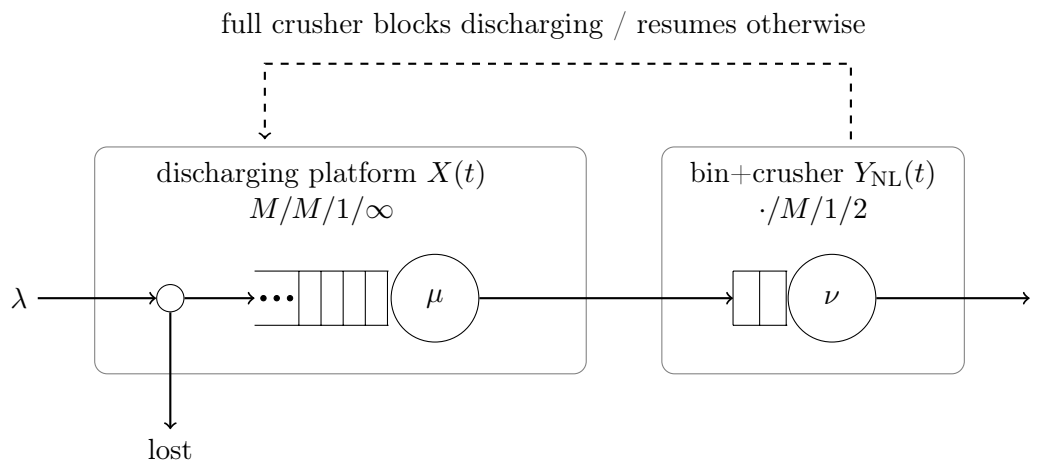 full crusher blocks discharging / resumes otherwise
discharging platform X(t)
M/M/1/∞
bin+crusher Y_NL(t)
·/M/1/2
λ
μ
ν
lost